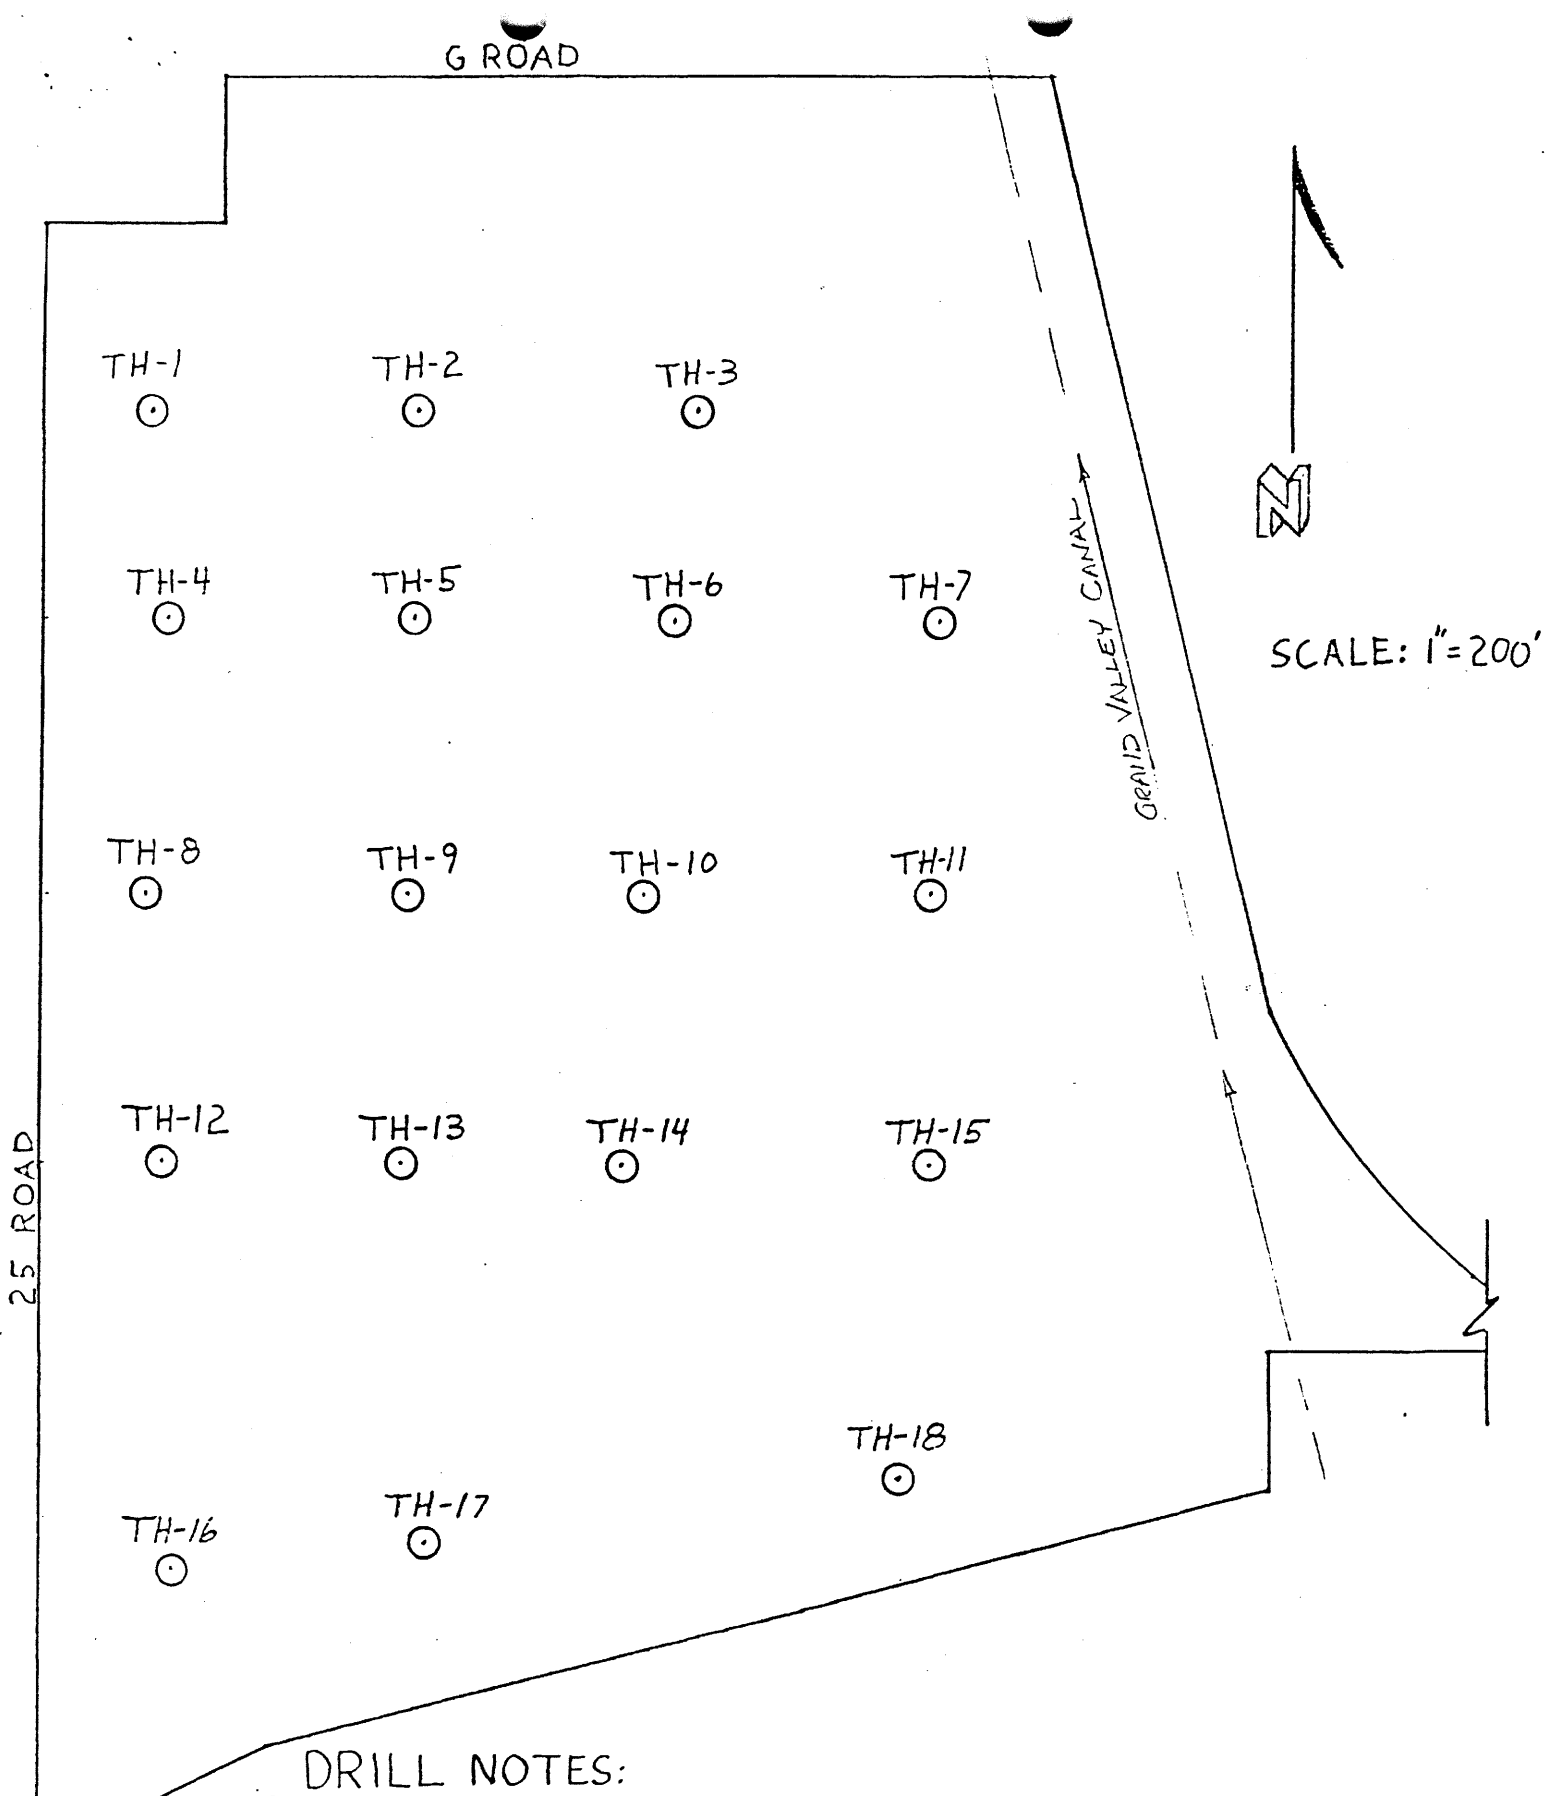 G ROAD
TH-1
TH-2
TH-3
N
TH-4
TH-5
TH-6
TH-7
GRAND VALLEY CANAL
SCALE: 1"=200'
TH-8
TH-9
TH-10
TH-11
TH-12
TH-13
TH-14
TH-15
25 ROAD
TH-18
TH-17
TH-16
DRILL NOTES: